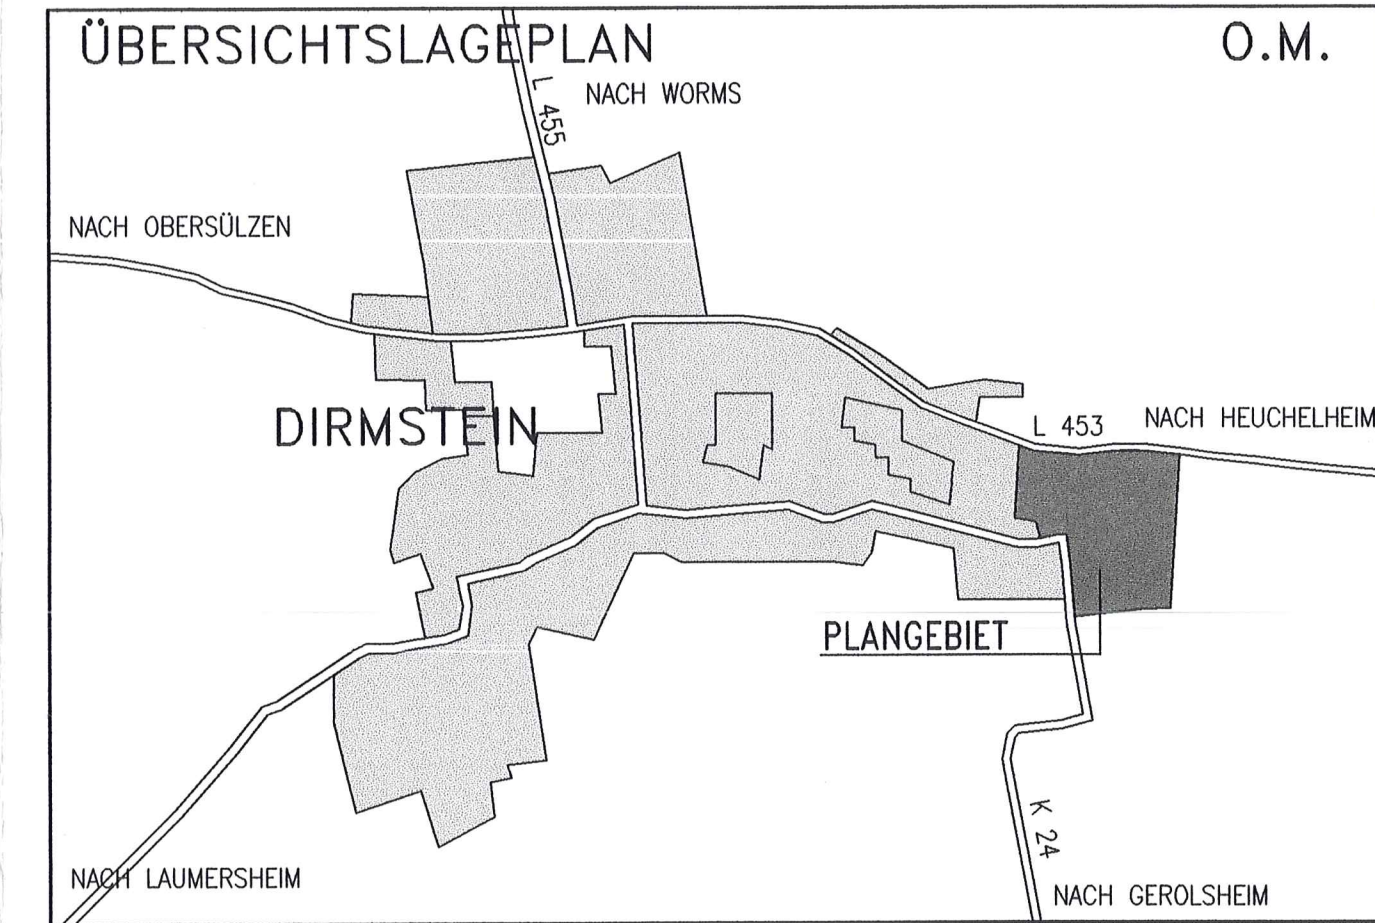 ÜBERSICHTSLAGEPLAN O.M.
L 455
NACH WORMS
NACH OBERSÜLZEN
DIRMSTEIN
L 453
NACH HEUCHELHEIM
PLANGEBIET
K 24
NACH LAUMERSHEIM
NACH GEROLSHEIM